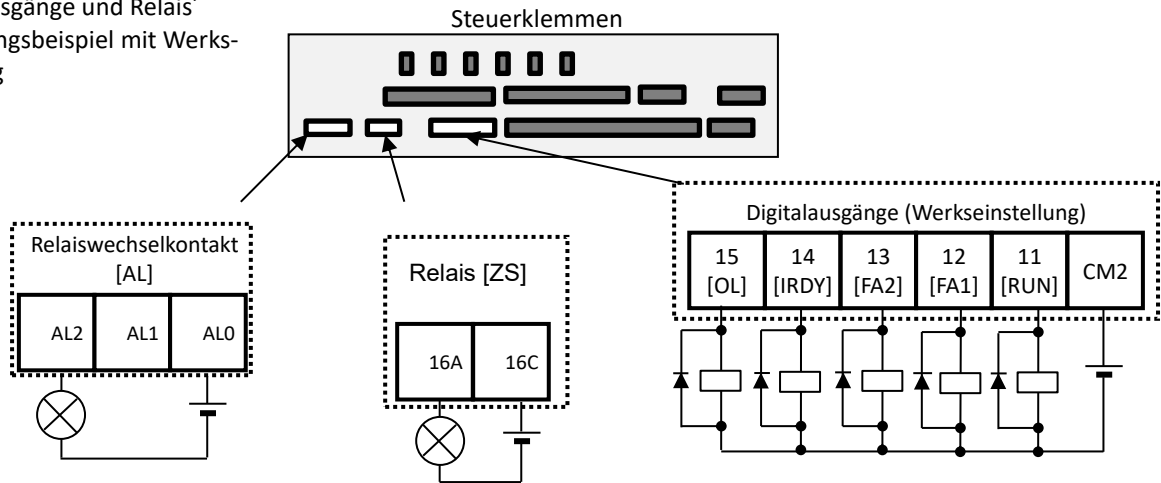 sgänge und Relais'
ngsbeispiel mit Werks-
g
Steuerklemmen
Relaiswechselkontakt
[AL]
AL2 AL1 AL0
Relais [ZS]
16A 16C
Digitalausgänge (Werkseinstellung)
15 14 13 12 11 CM2
[OL] [IRDY] [FA2] [FA1] [RUN]